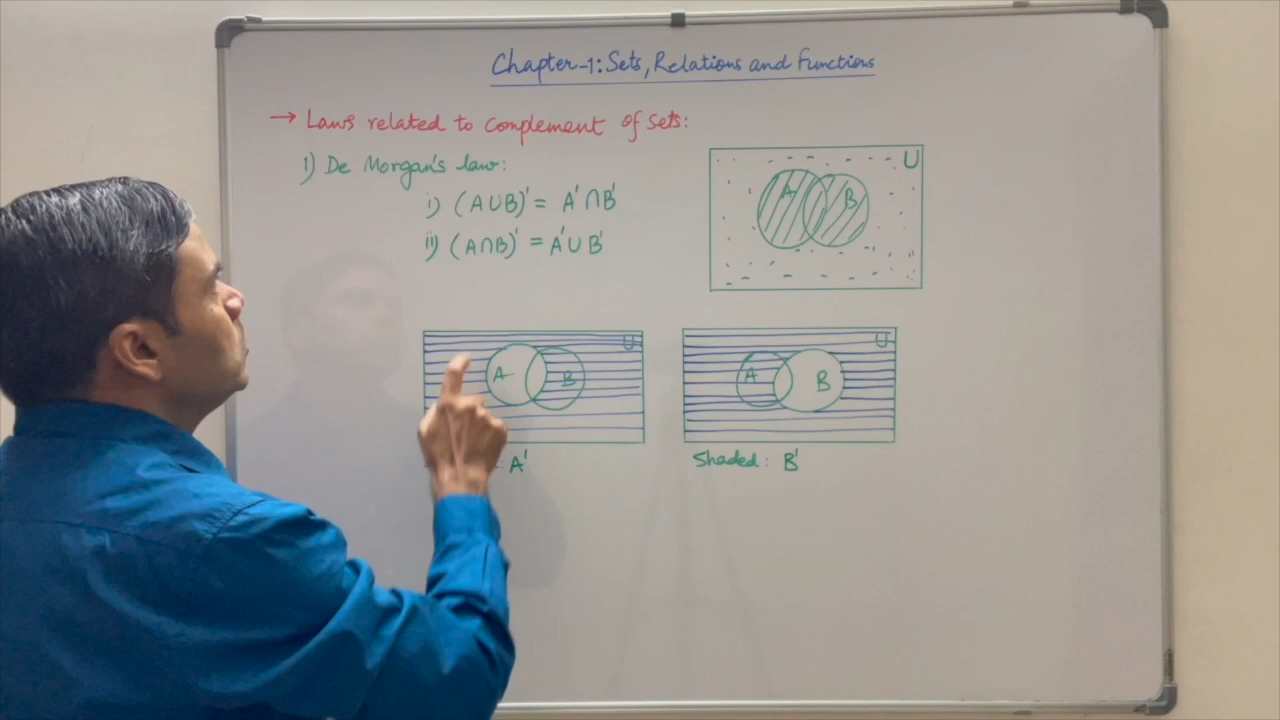 Chapter-1: Sets, Relations and Functions
→ Laws related to complement of sets:
1) De Morgan's law:
i) (A∪B)' = A'∩B'
ii) (A∩B)' = A'∪B'
U
A B
U
A B
U
A B
: A'
Shaded: B'